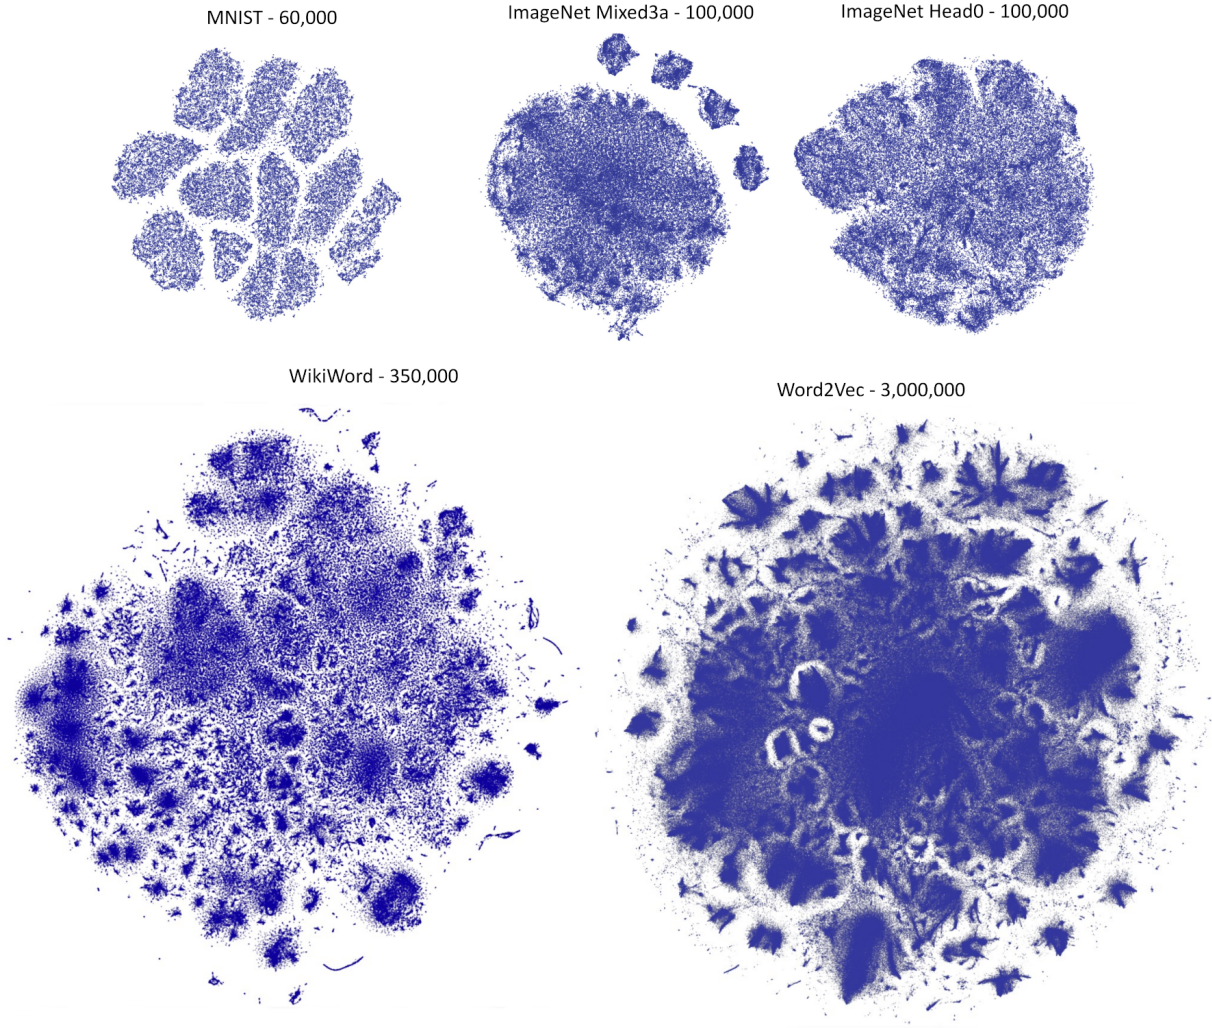 MNIST - 60,000
ImageNet Mixed3a - 100,000
ImageNet Head0 - 100,000
WikiWord - 350,000
Word2Vec - 3,000,000